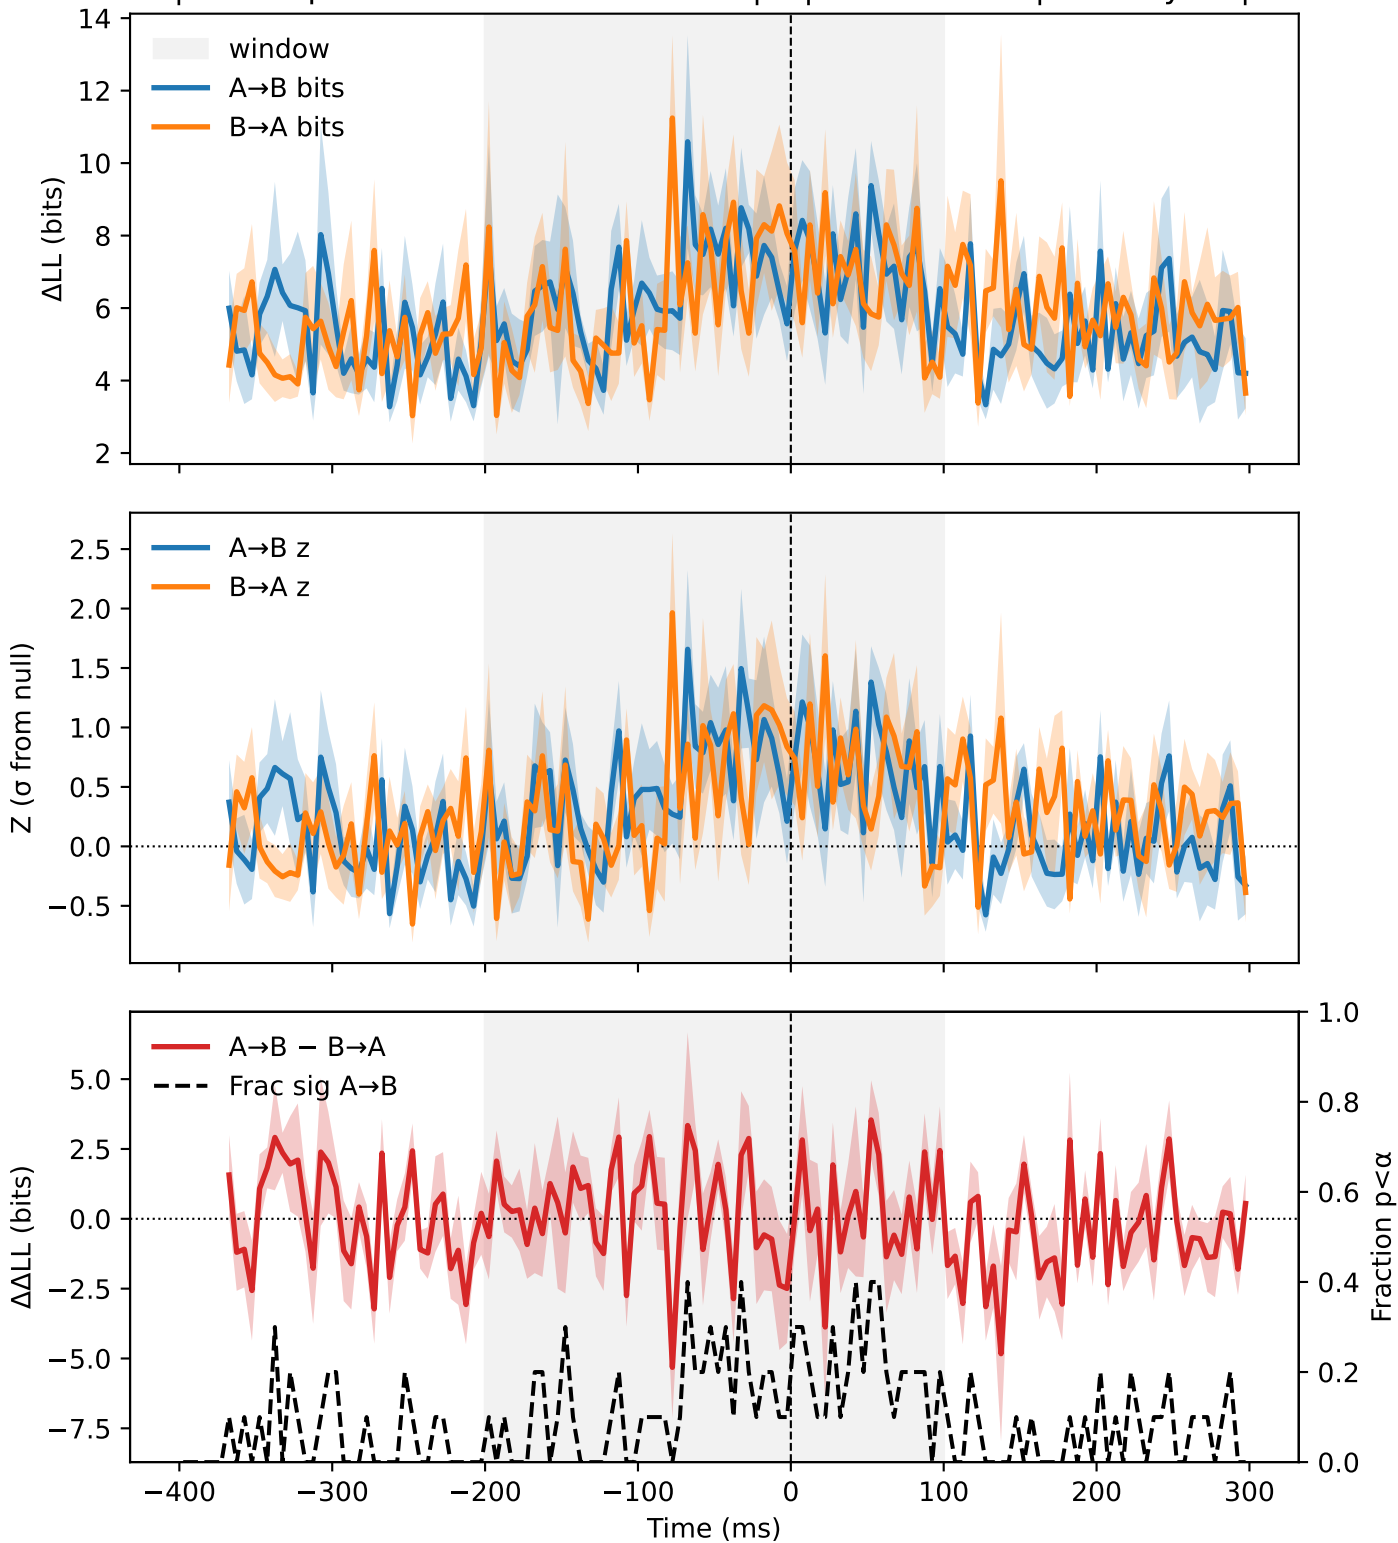 14
12
10
8
6
4
2
ΔLL (bits)
window
A→B bits
B→A bits
2.5
2.0
1.5
1.0
0.5
0.0
−0.5
Z (σ from null)
A→B z
B→A z
5.0
2.5
0.0
−2.5
−5.0
−7.5
ΔΔLL (bits)
A→B − B→A
Frac sig A→B
1.0
0.8
0.6
0.4
0.2
0.0
Fraction p<α
−400 −300 −200 −100 0 100 200 300
Time (ms)